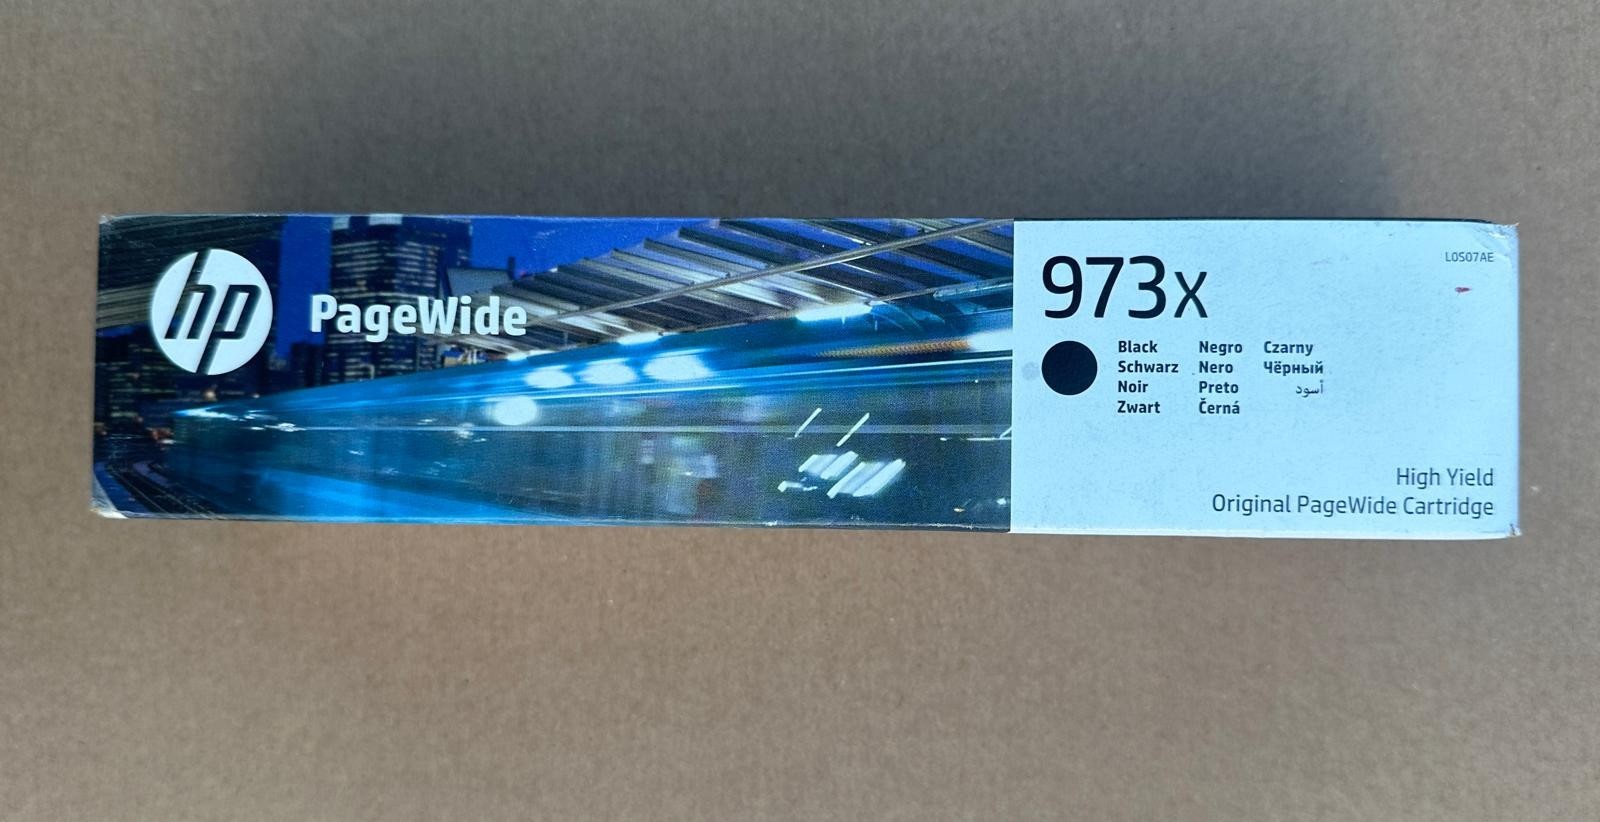 hp
PageWide
973X
L0S07AE
Black Negro Czarny
Schwarz Nero Чёрный
Noir Preto أسود
Zwart Černá
High Yield
Original PageWide Cartridge